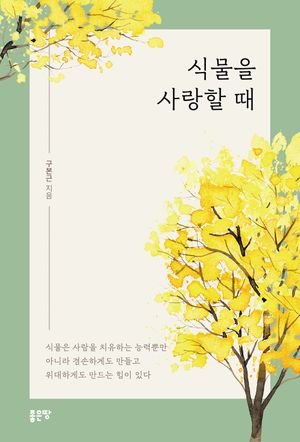 식물을
사랑할 때
구본근 지음
식물은 사람을 치유하는 능력뿐만
아니라 겸손하게도 만들고
위대하게도 만드는 힘이 있다
좋은땅